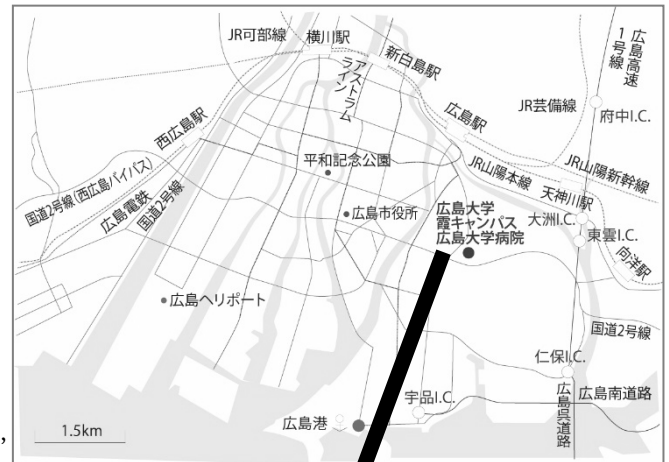 JR可部線
横川駅
アストラム
ライン
新白島駅
広島高速
1号線
西広島駅
広島駅
JR芸備線
府中I.C.
平和記念公園
国道2号線(西広島バイパス)
広島電鉄
国道2号線
JR山陽本線
JR山陽新幹線
天神川駅
広島市役所
広島大学
霞キャンパス
広島大学病院
大洲I.C.
東雲I.C.
向洋駅
広島ヘリポート
国道2号線
仁保I.C.
宇品I.C.
広島南道路
広島呉道路
広島港
1.5km
,